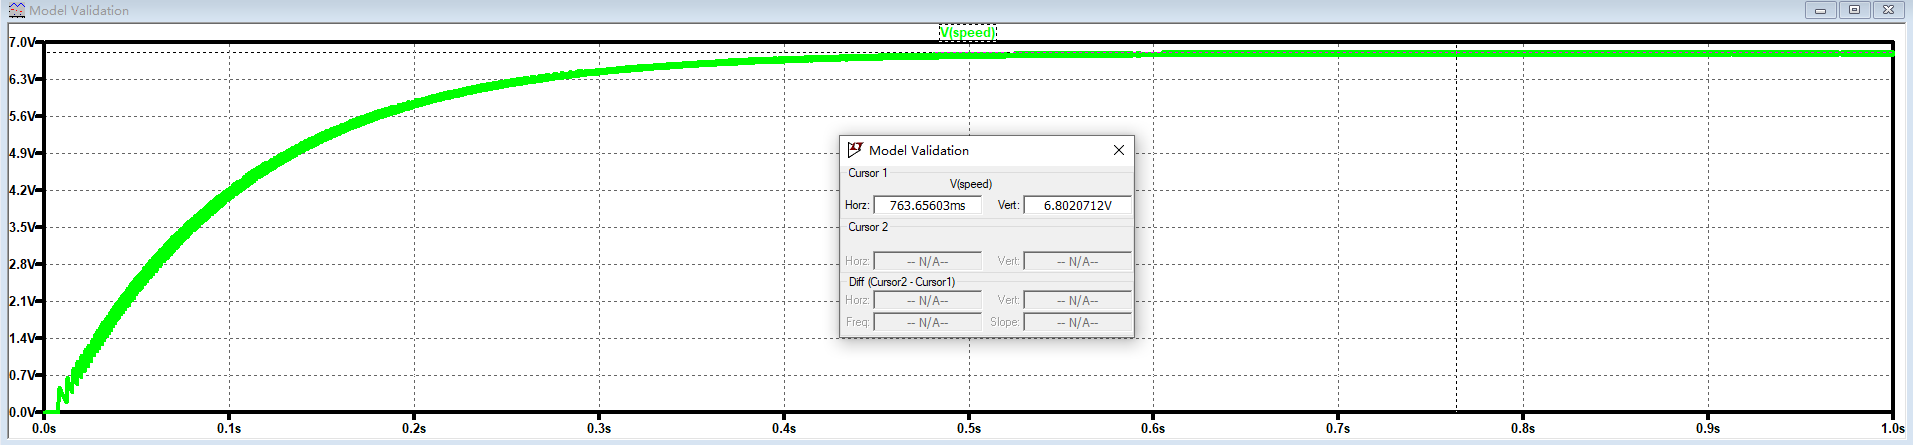 Model Validation
V(speed)
7.0V
6.3V
5.6V
4.9V
4.2V
3.5V
2.8V
2.1V
1.4V
0.7V
0.0V
0.0s 0.1s 0.2s 0.3s 0.4s 0.5s 0.6s 0.7s 0.8s 0.9s 1.0s
Model Validation
Cursor 1
V(speed)
Horz: 763.65603ms Vert: 6.8020712V
Cursor 2
Horz: -- N/A-- Vert: -- N/A--
Diff (Cursor2 - Cursor1)
Horz: -- N/A-- Vert: -- N/A--
Freq: -- N/A-- Slope: -- N/A--